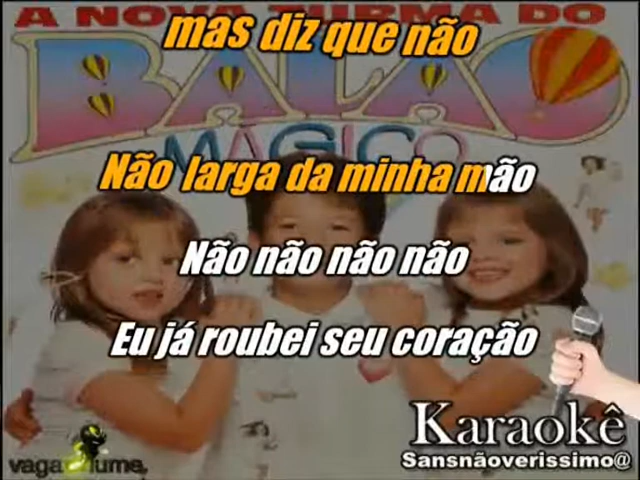 A NOVA TURMA DO
mas diz que não
BALÃO
MÁGICO
Não larga da minha mão
Não não não não
Eu já roubei seu coração
Karaokê
Sansnãoverissimo@
vagalume